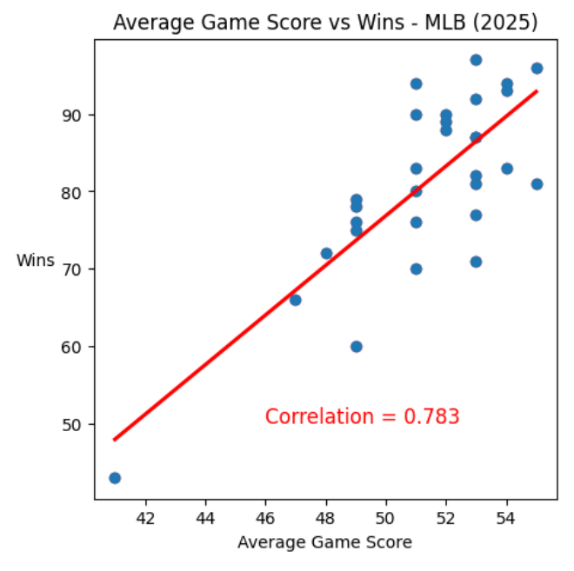 Average Game Score vs Wins - MLB (2025)
90
80
Wins
70
60
50
Correlation = 0.783
42 44 46 48 50 52 54
Average Game Score